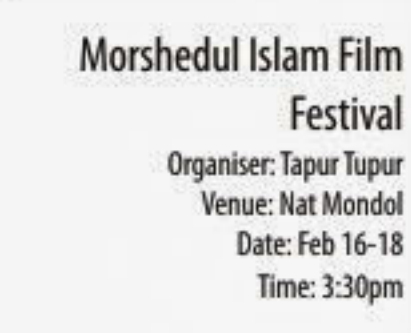 Morshedul Islam Film
Festival
Organiser: Tapur Tupur
Venue: Nat Mondol
Date: Feb 16-18
Time: 3:30pm